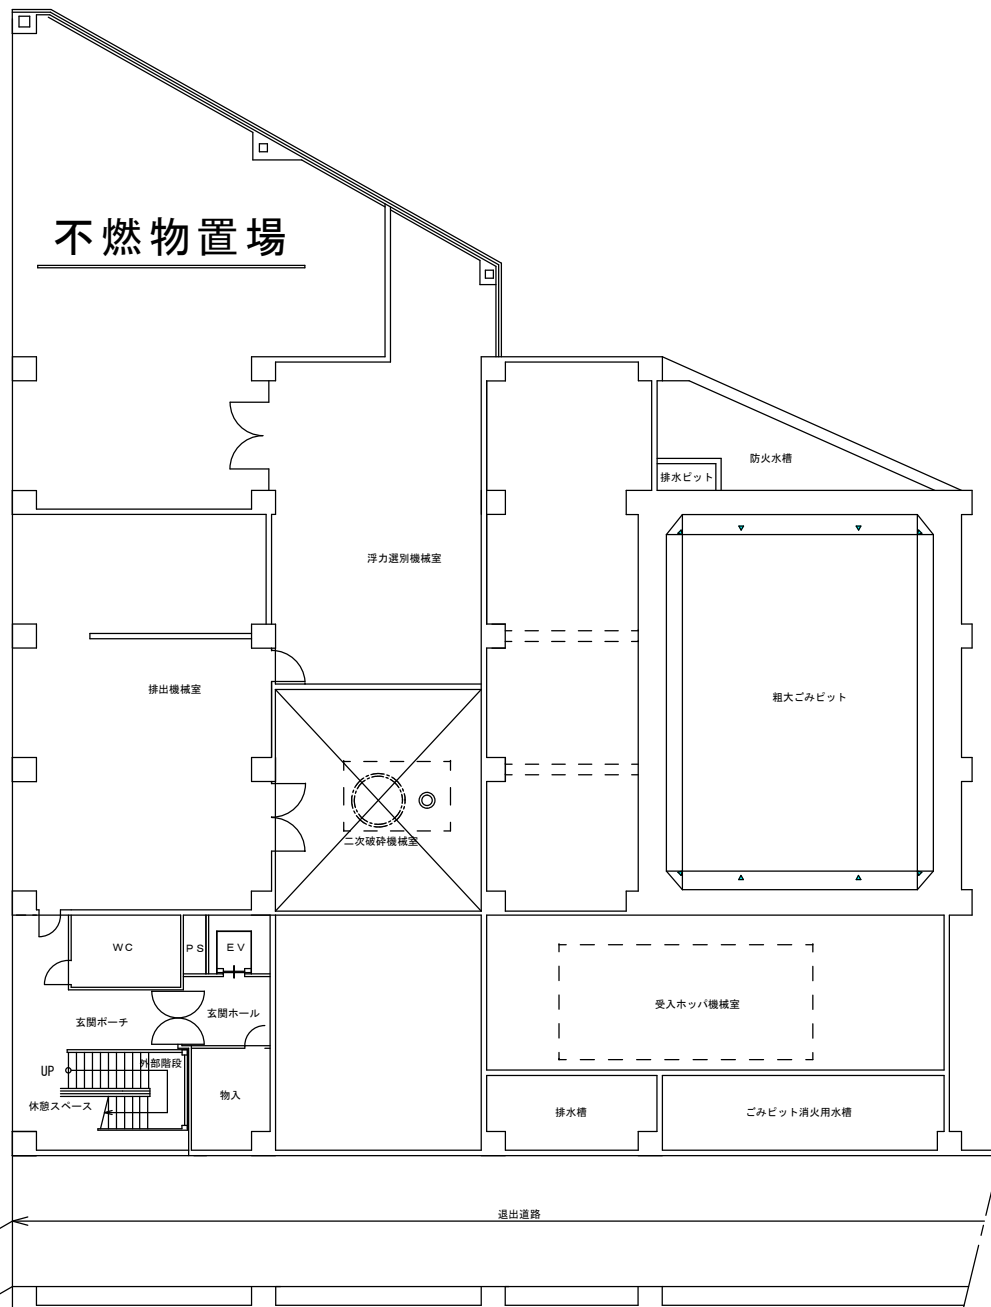 不燃物置場
防火水槽
排水ピット
浮力選別機械室
排出機械室
粗大ごみピット
二次破砕機械室
WC
PS
EV
受入ホッパ機械室
玄関ホール
玄関ポーチ
外部階段
UP
物入
休憩スペース
排水槽
ごみピット消火用水槽
退出道路